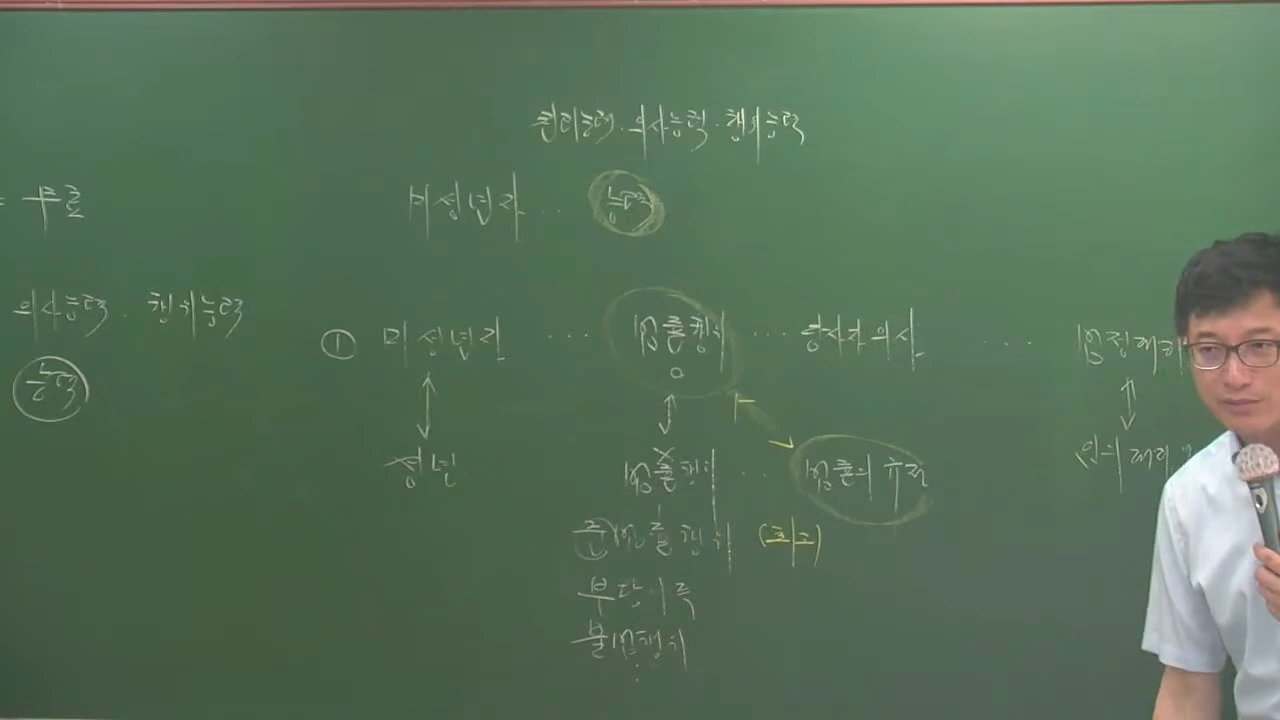 권리능력 · 의사능력 · 행위능력
= 무효
미성년자 ... 능력
의사능력 · 행위능력
능력
① 미성년자 ... 법률행위 ... 당사자 의사 ... 법정대리
○
성년
임의대리
×
법률행위 ... 법률의 규정
준법률행위 (최고)
부당이득
불법행위